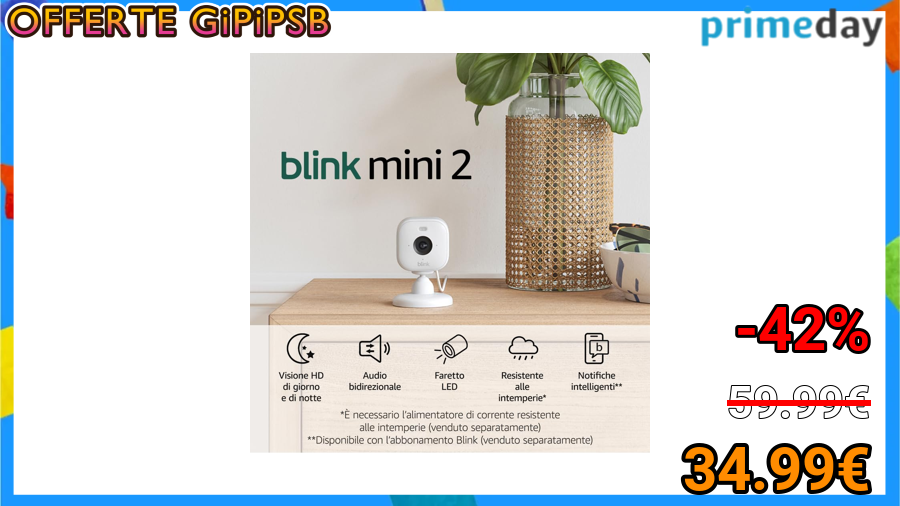 OFFERTE GiPiPSB
primeday
blink mini 2
blink
Visione HD
di giorno
e di notte
Audio
bidirezionale
Faretto
LED
Resistente
alle
intemperie*
b
Notifiche
intelligenti**
*È necessario l'alimentatore di corrente resistente
alle intemperie (venduto separatamente)
**Disponibile con l'abbonamento Blink (venduto separatamente)
-42%
59.99€
34.99€